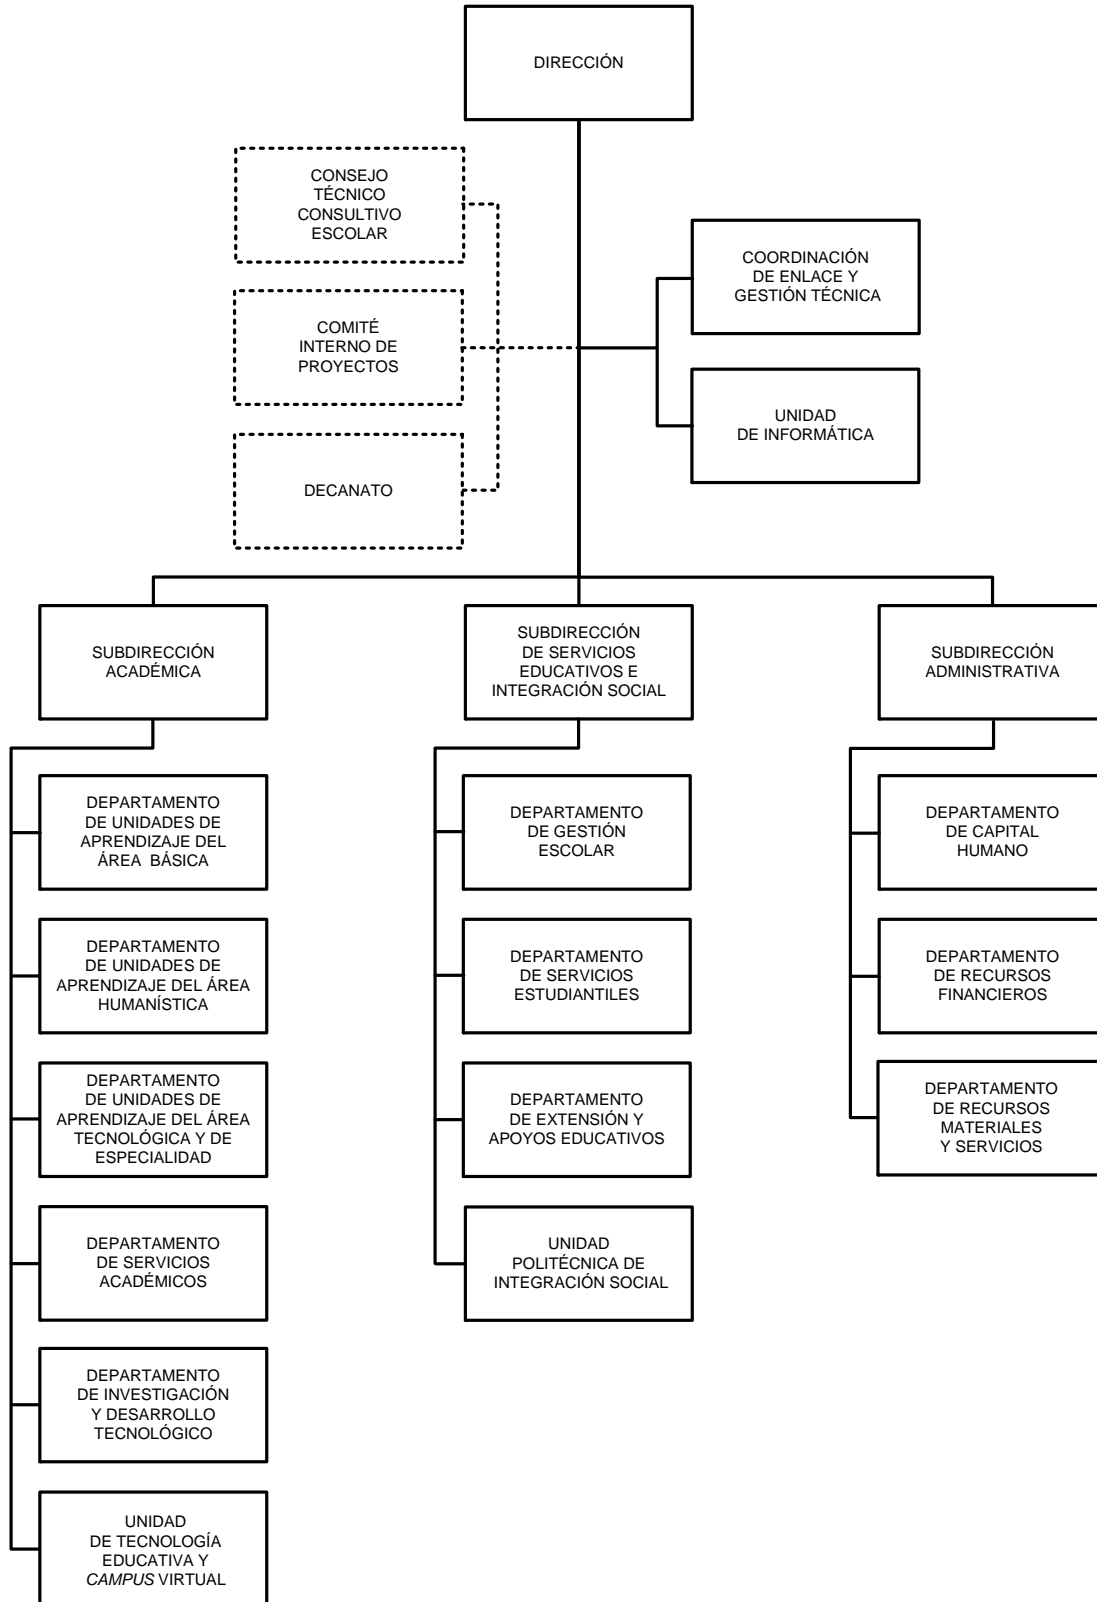 DIRECCIÓN
CONSEJO
TÉCNICO
CONSULTIVO
ESCOLAR
COORDINACIÓN
DE ENLACE Y
GESTIÓN TÉCNICA
COMITÉ
INTERNO DE
PROYECTOS
UNIDAD
DE INFORMÁTICA
DECANATO
SUBDIRECCIÓN
ACADÉMICA
SUBDIRECCIÓN
DE SERVICIOS
EDUCATIVOS E
INTEGRACIÓN SOCIAL
SUBDIRECCIÓN
ADMINISTRATIVA
DEPARTAMENTO
DE UNIDADES DE
APRENDIZAJE DEL
ÁREA BÁSICA
DEPARTAMENTO
DE UNIDADES DE
APRENDIZAJE DEL ÁREA
HUMANÍSTICA
DEPARTAMENTO
DE UNIDADES DE
APRENDIZAJE DEL ÁREA
TECNOLÓGICA Y DE
ESPECIALIDAD
DEPARTAMENTO
DE SERVICIOS
ACADÉMICOS
DEPARTAMENTO
DE INVESTIGACIÓN
Y DESARROLLO
TECNOLÓGICO
UNIDAD
DE TECNOLOGÍA
EDUCATIVA Y
CAMPUS VIRTUAL
DEPARTAMENTO
DE GESTIÓN
ESCOLAR
DEPARTAMENTO
DE SERVICIOS
ESTUDIANTILES
DEPARTAMENTO
DE EXTENSIÓN Y
APOYOS EDUCATIVOS
UNIDAD
POLITÉCNICA DE
INTEGRACIÓN SOCIAL
DEPARTAMENTO
DE CAPITAL
HUMANO
DEPARTAMENTO
DE RECURSOS
FINANCIEROS
DEPARTAMENTO
DE RECURSOS
MATERIALES
Y SERVICIOS